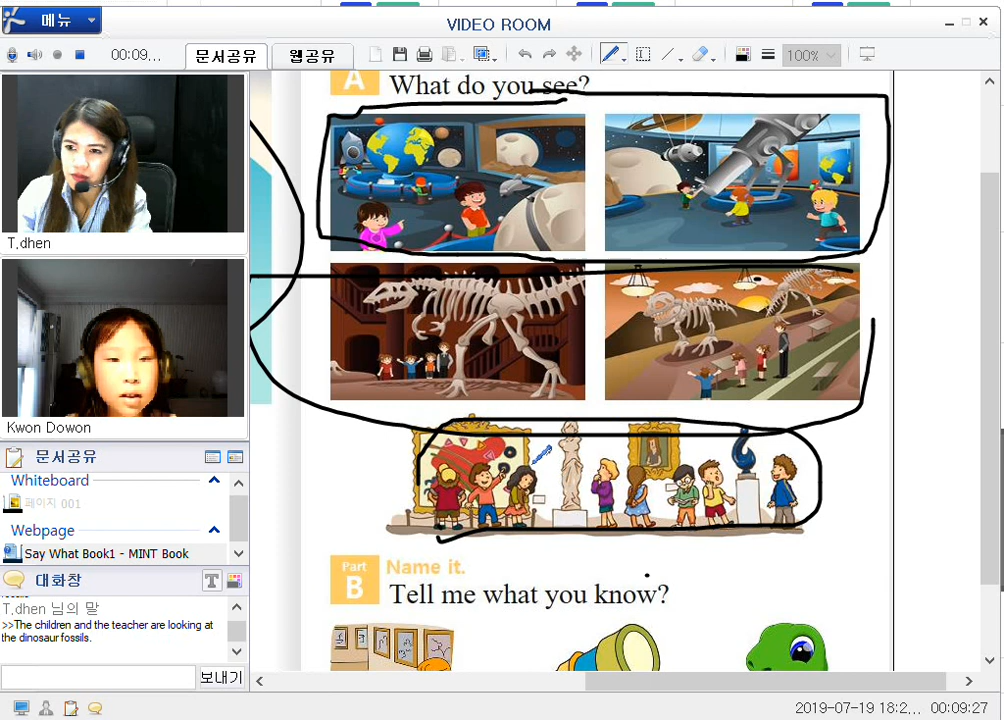 메뉴
VIDEO ROOM
00:09...
문서공유
웹공유
100%
A
What do you see?
T.dhen
Kwon Dowon
문서공유
Whiteboard
페이지 001
Webpage
Say What Book1 - MINT Book
대화창
T
T.dhen 님의 말
>>The children and the teacher are looking at
the dinosaur fossils.
보내기
Part
B
Name it.
Tell me what you know?
2019-07-19 18:2...
00:09:27